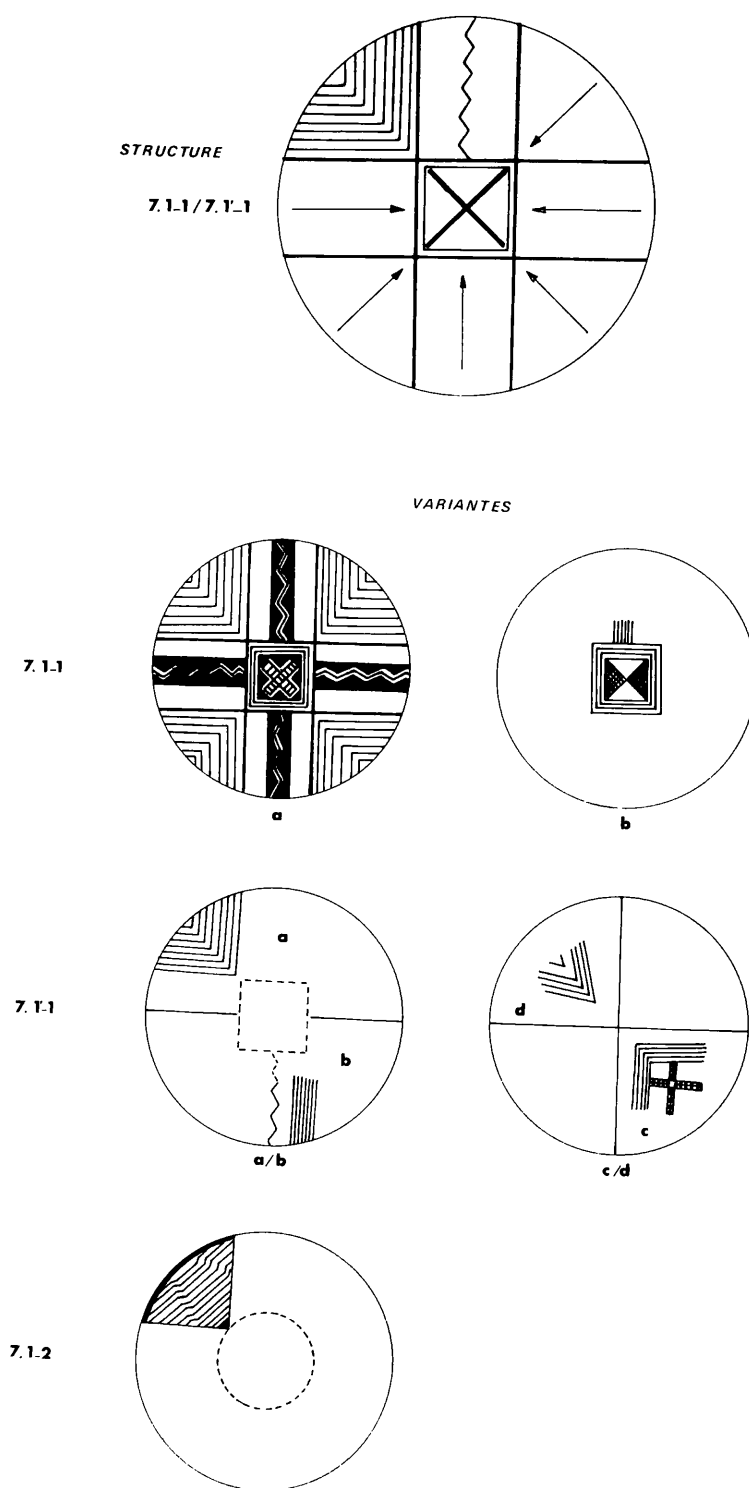 STRUCTURE
7.1-1 / 7.1'-1
VARIANTES
7.1-1
a
b
7.1'-1
a
b
a/b
d
c
c/d
7.1-2